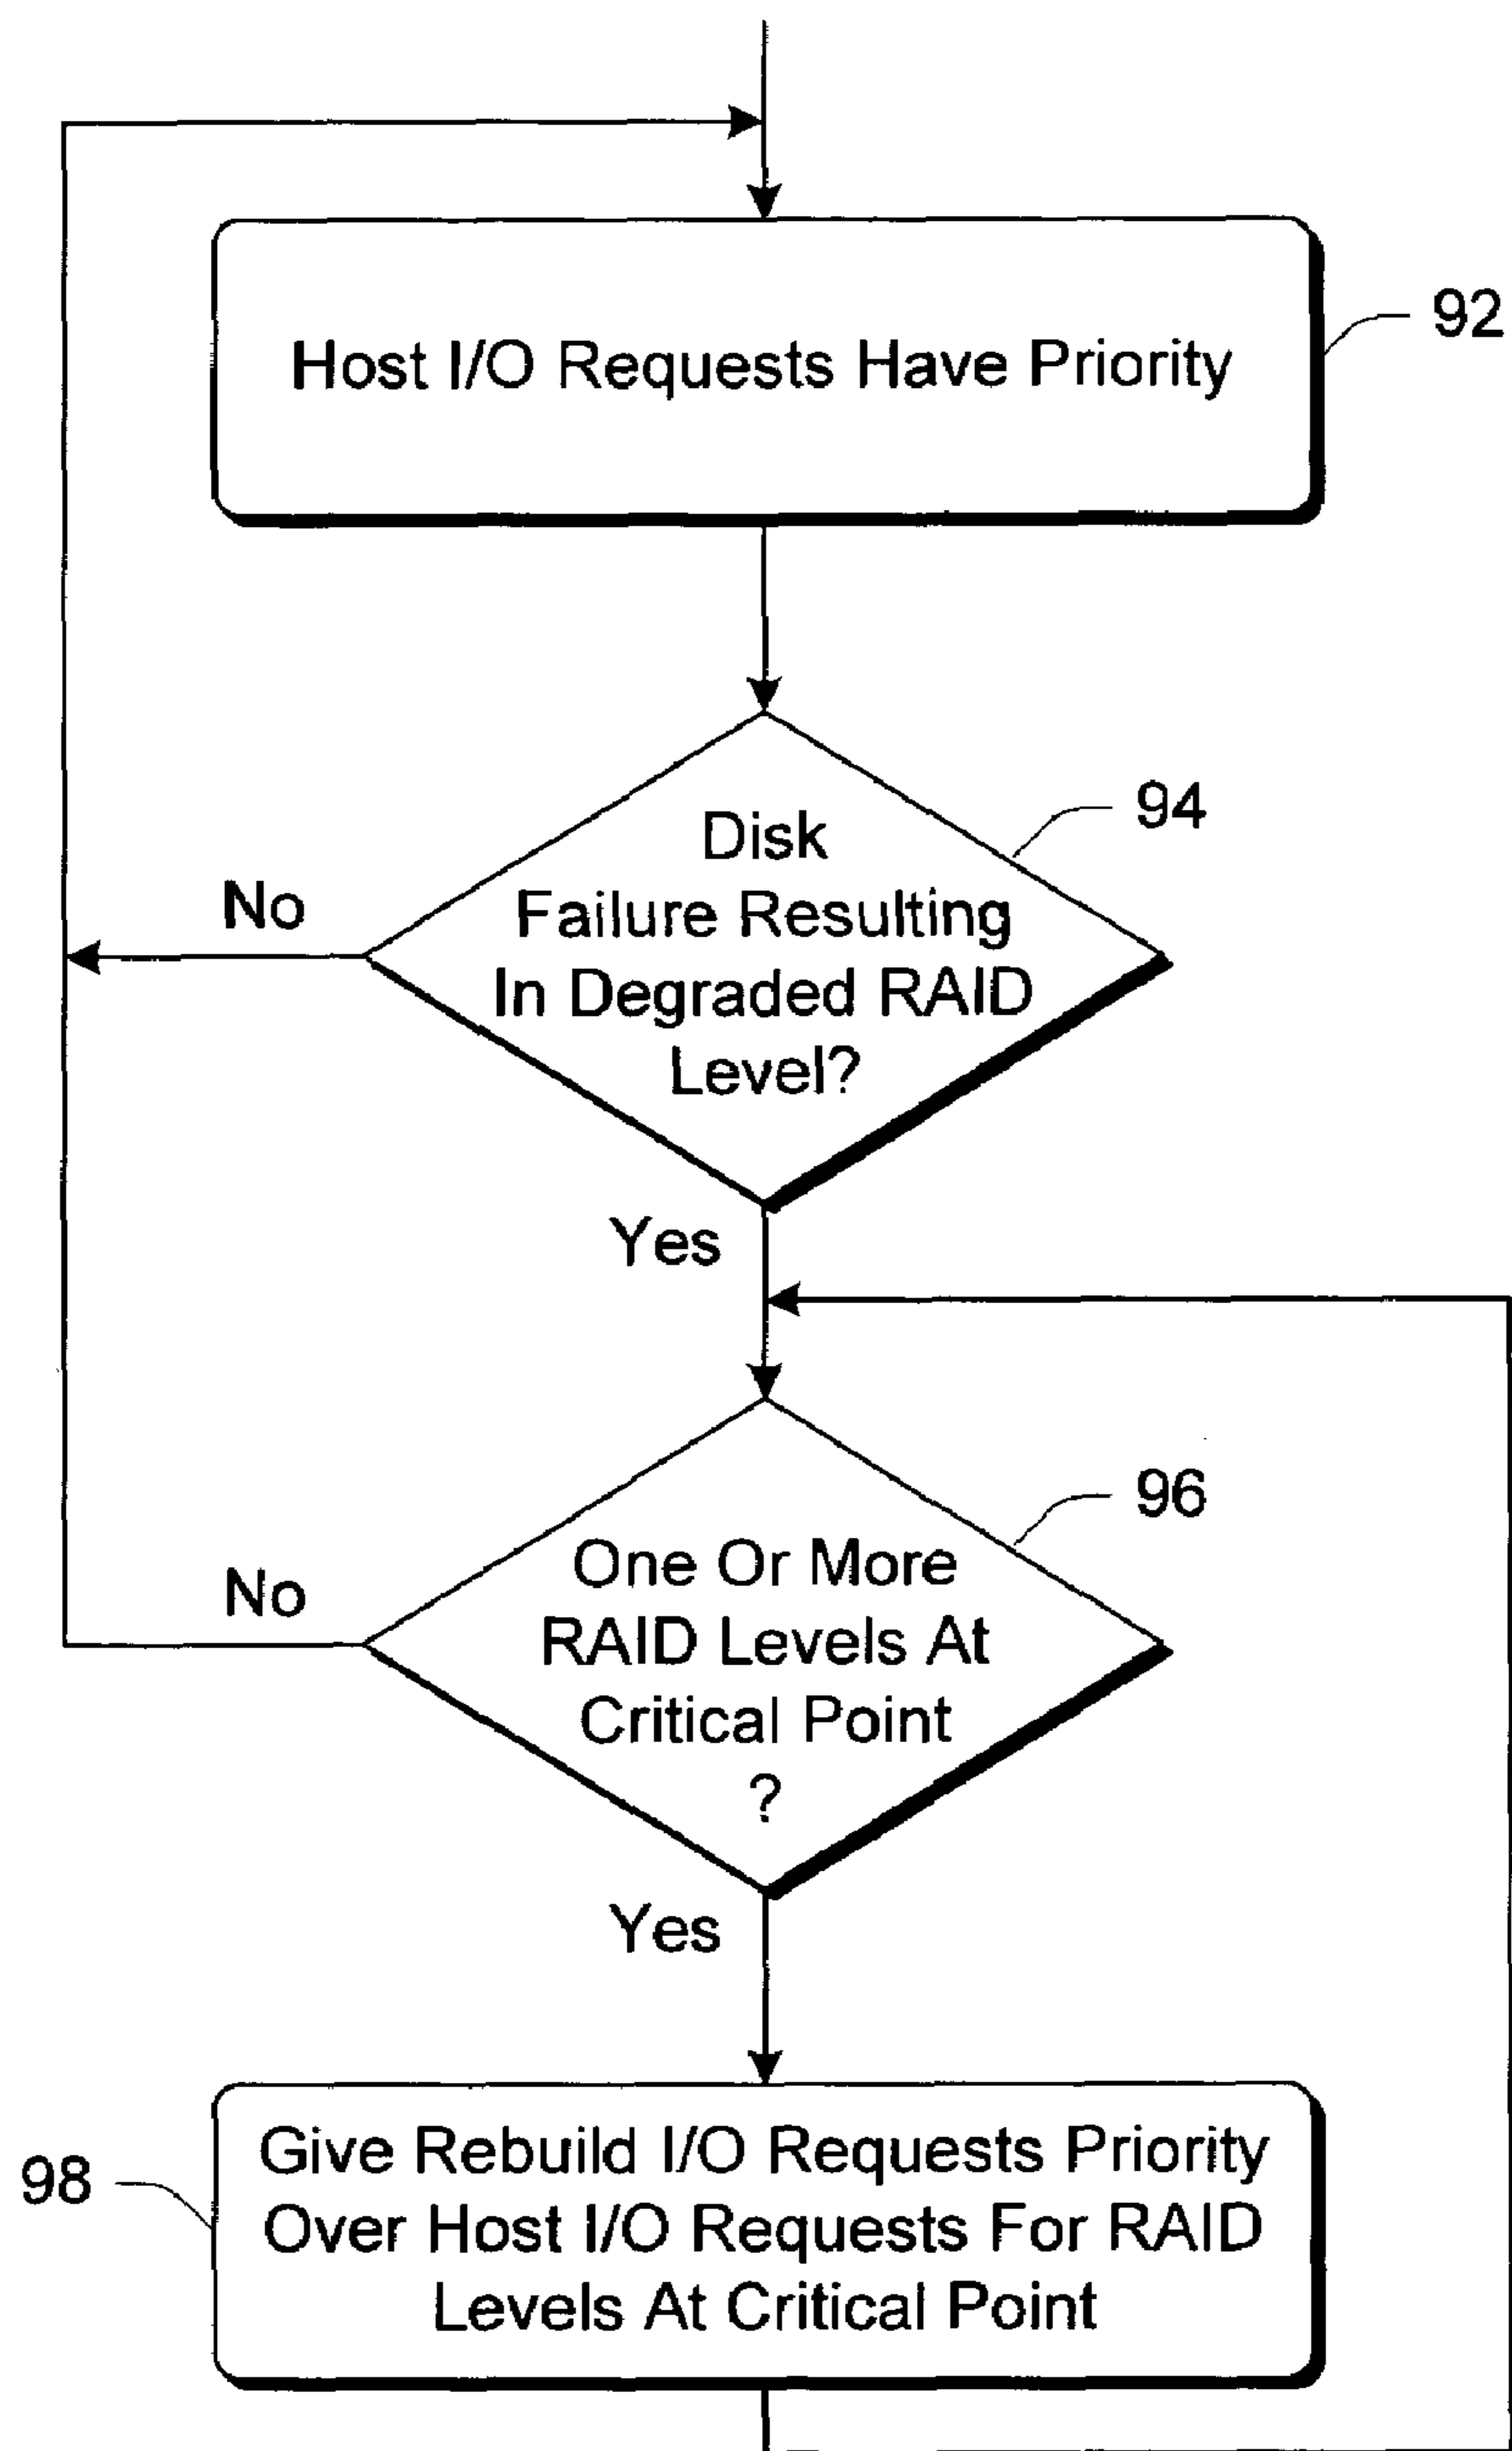 Host I/O Requests Have Priority
92
Disk
Failure Resulting
In Degraded RAID
Level?
94
No
Yes
One Or More
RAID Levels At
Critical Point
?
96
No
Yes
Give Rebuild I/O Requests Priority
Over Host I/O Requests For RAID
Levels At Critical Point
98